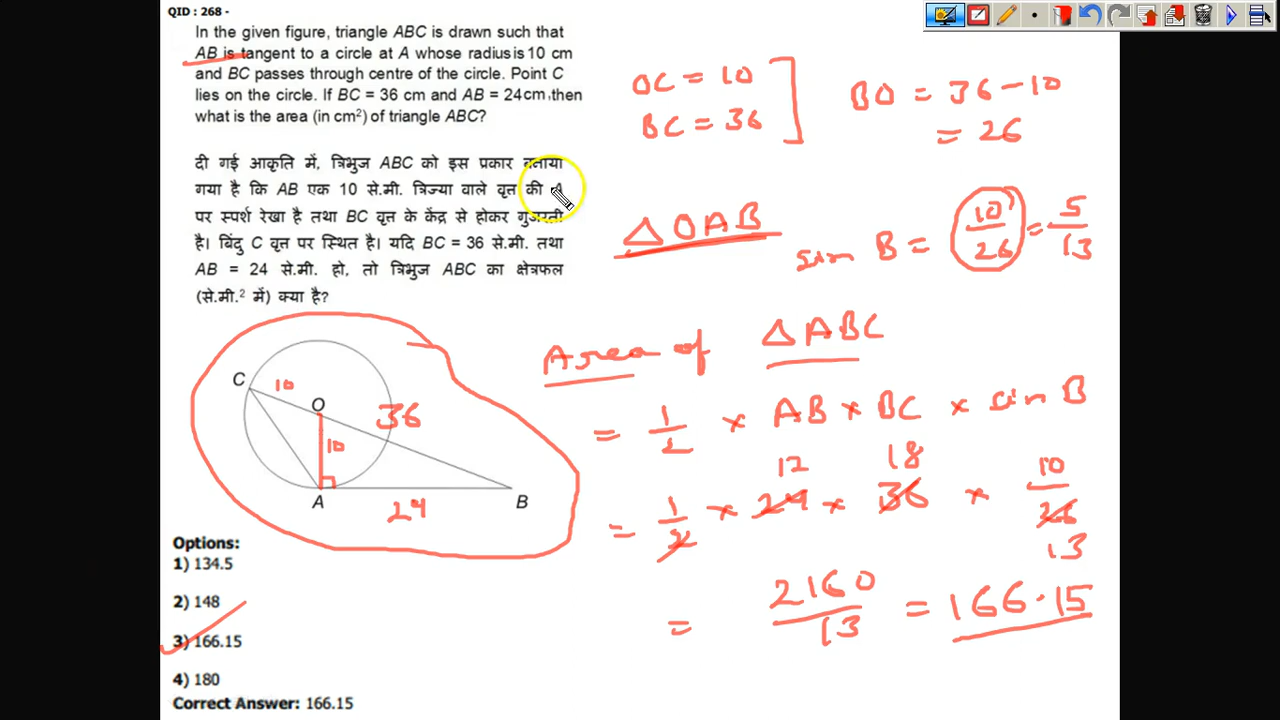 QID : 268 -
In the given figure, triangle ABC is drawn such that
AB is tangent to a circle at A whose radius is 10 cm
and BC passes through centre of the circle. Point C
lies on the circle. If BC = 36 cm and AB = 24 cm, then
what is the area (in cm²) of triangle ABC?
दी गई आकृति में, त्रिभुज ABC को इस प्रकार बनाया
गया है कि AB एक 10 से.मी. त्रिज्या वाले वृत्त की A
पर स्पर्श रेखा है तथा BC वृत्त के केंद्र से होकर गुजरती
है। बिंदु C वृत्त पर स्थित है। यदि BC = 36 से.मी. तथा
AB = 24 से.मी. हो, तो त्रिभुज ABC का क्षेत्रफल
(से.मी.² में) क्या है?
C
10
O
36
10
A
24
B
Options:
1) 134.5
2) 148
3) 166.15
4) 180
Correct Answer: 166.15
OC = 10
BC = 36
BO = 36 - 10
= 26
△OAB
sin B = 10/26 = 5/13
Area of △ABC
= 1/2 × AB × BC × sin B
12 18
= 1/2 × 24 × 36 × 10/26
13
= 2160/13 = 166.15